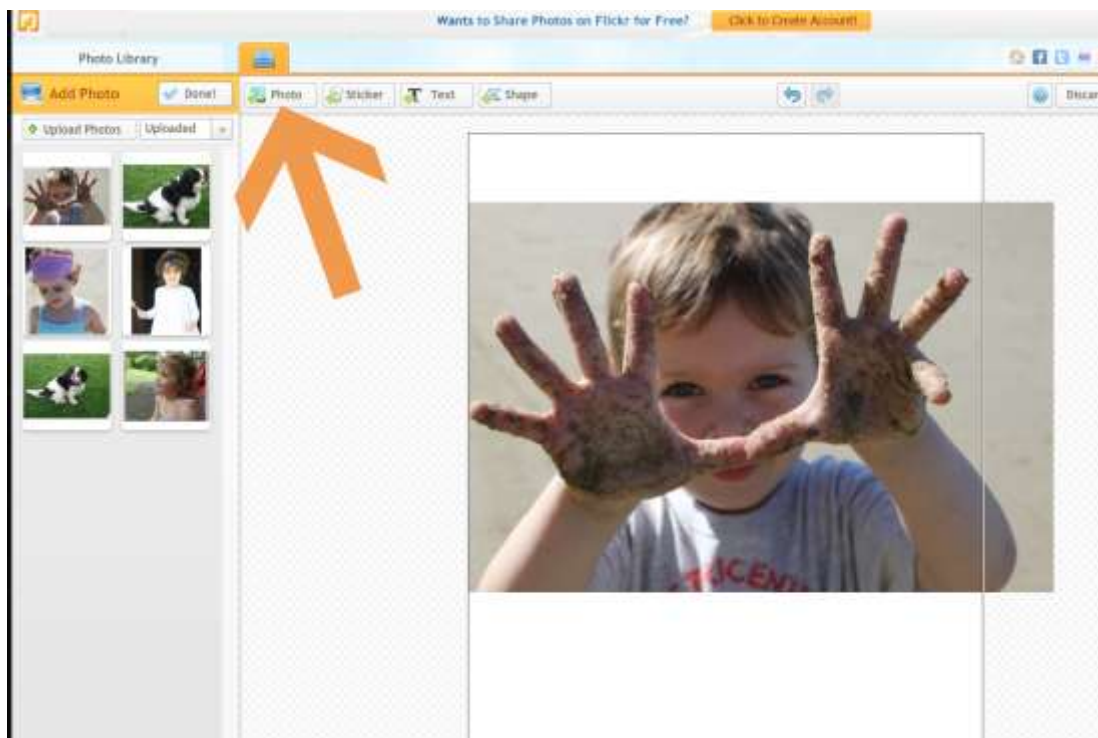 Wants to Share Photos on Flickr for Free? Click to Create Account!
Photo Library
Add Photo Done!
Photo Sticker Text Shape
Upload Photos Uploaded